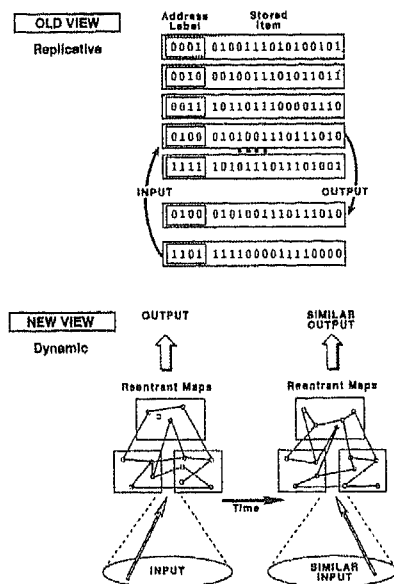 OLD VIEW
Replicative
Address Label
Stored Item
0001 0100111010100101
0010 0010011101011011
0011 1011011100001110
0100 0101001110111010
1111 1010111011101001
INPUT
OUTPUT
0100 0101001110111010
1101 1111000011110000
NEW VIEW
Dynamic
OUTPUT
SIMILAR
OUTPUT
Reentrant Maps
Reentrant Maps
Time
INPUT
SIMILAR
INPUT